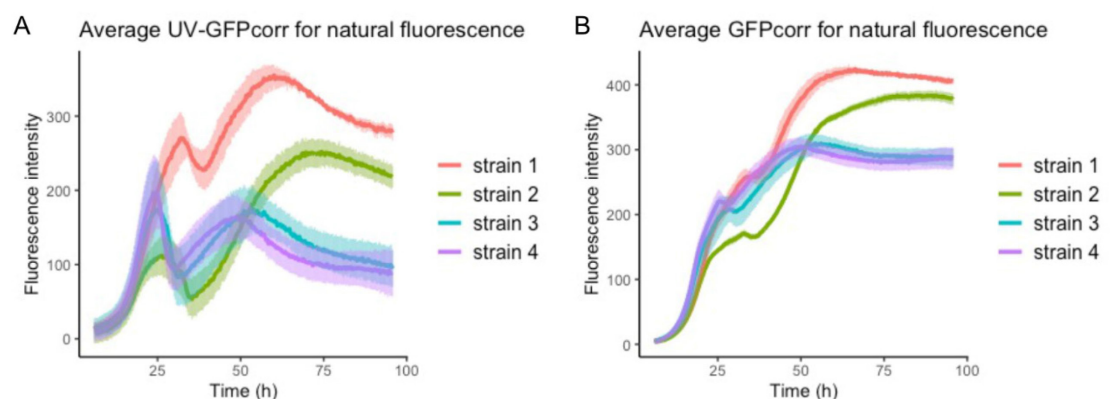 A
Average UV-GFPcorr for natural fluorescence
Fluorescence intensity
300
200
100
0
25
50
75
100
Time (h)
strain 1
strain 2
strain 3
strain 4
B
Average GFPcorr for natural fluorescence
Fluorescence intensity
400
300
200
100
0
25
50
75
100
Time (h)
strain 1
strain 2
strain 3
strain 4